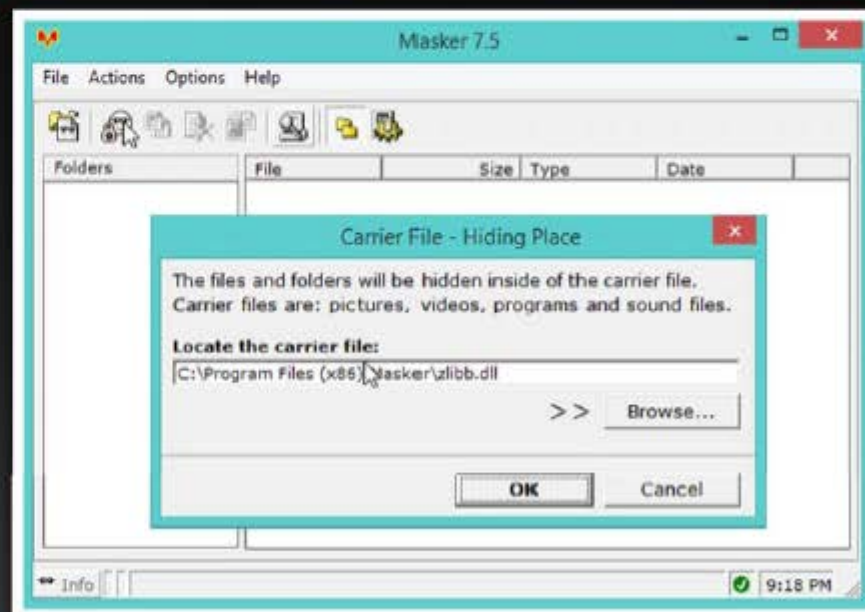 Masker 7.5
File Actions Options Help
Folders File Size Type Date
Carrier File - Hiding Place
The files and folders will be hidden inside of the carrier file.
Carrier files are: pictures, videos, programs and sound files.
Locate the carrier file:
C:\Program Files (x86)\Masker\zlibb.dll
>> Browse...
OK Cancel
Info 9:18 PM